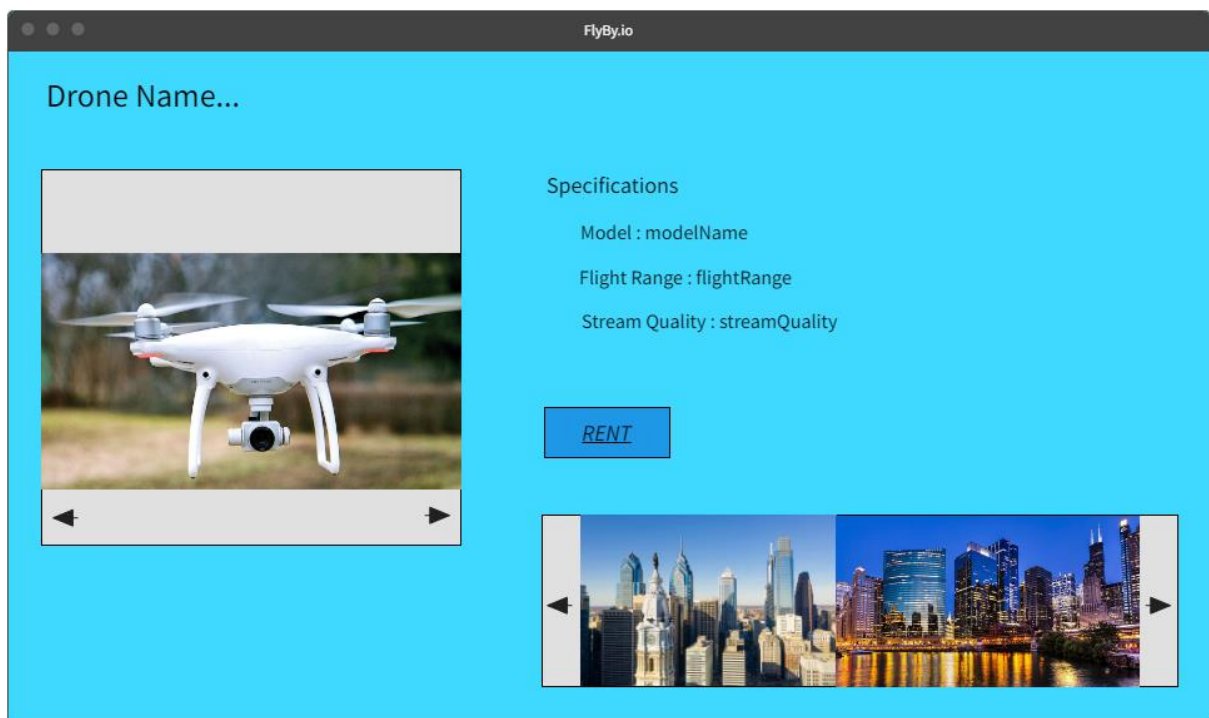 FlyBy.io
Drone Name...
Specifications
Model : modelName
Flight Range : flightRange
Stream Quality : streamQuality
RENT